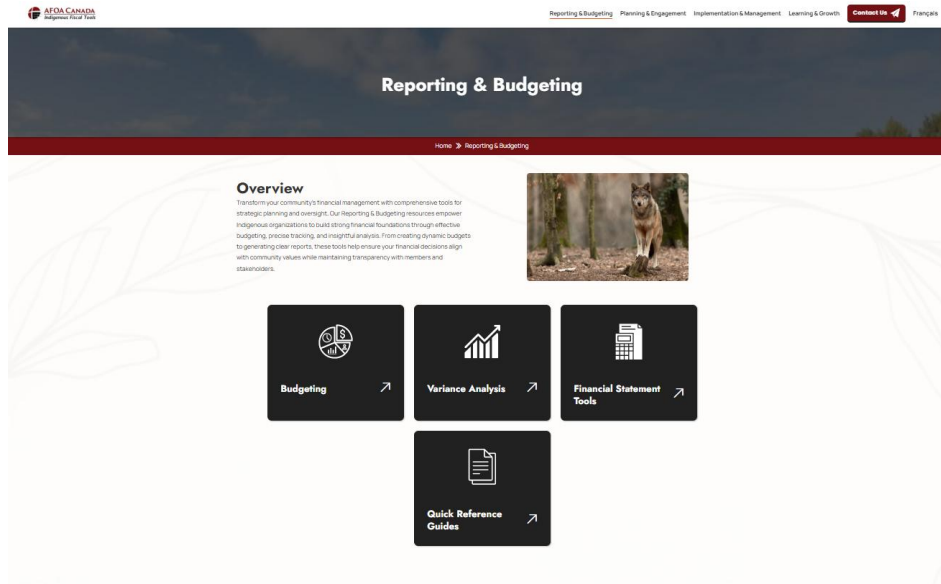 AFOA CANADA
Indigenous Fiscal Tools
Reporting & Budgeting
Planning & Engagement
Implementation & Management
Learning & Growth
Contact Us
Français
Reporting & Budgeting
Home
Reporting & Budgeting
Overview
Transform your community's financial management with comprehensive tools for
strategic planning and oversight. Our Reporting & Budgeting resources empower
Indigenous organizations to build strong financial foundations through effective
budgeting, precise tracking, and insightful analysis. From creating dynamic budgets
to generating clear reports, these tools help ensure your financial decisions align
with community values while maintaining transparency with members and
stakeholders.
Budgeting
Variance Analysis
Financial Statement
Tools
Quick Reference
Guides